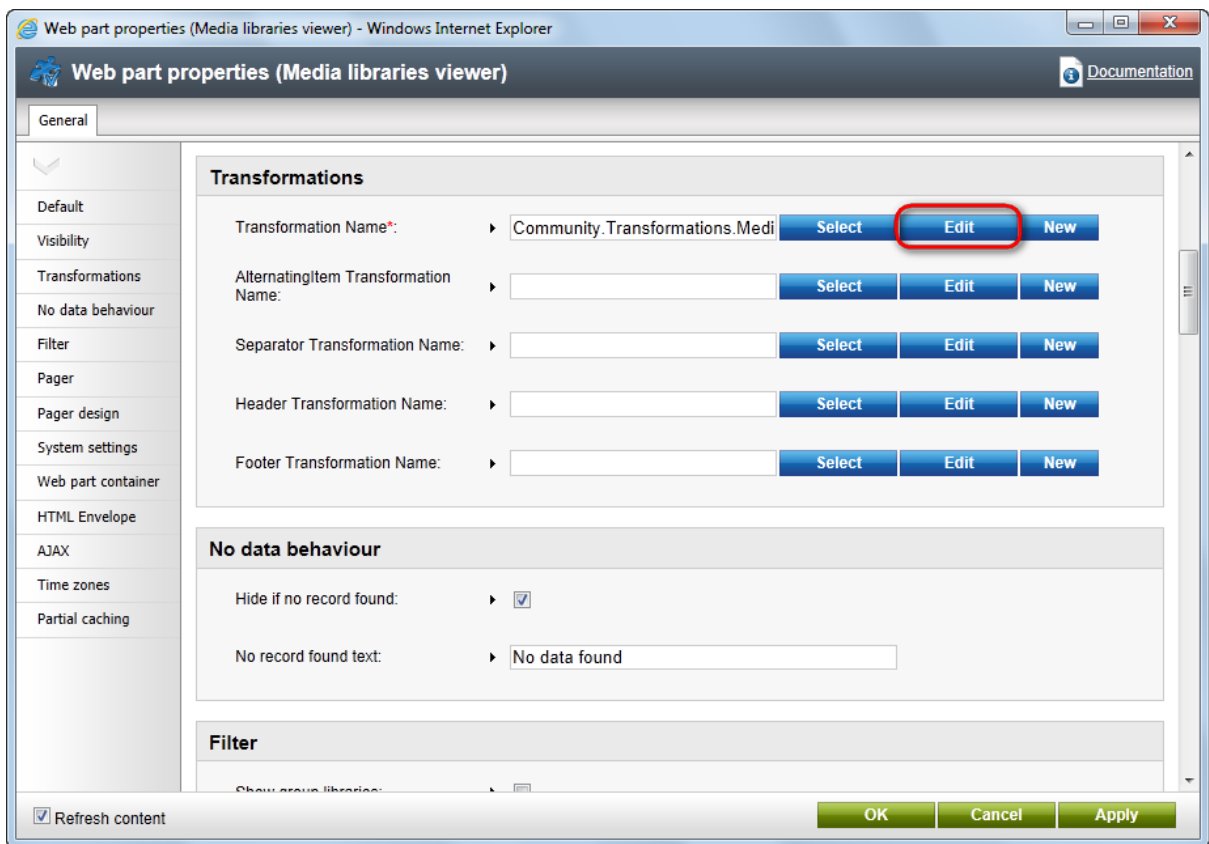 Web part properties (Media libraries viewer) - Windows Internet Explorer
Web part properties (Media libraries viewer)
Documentation
General
Default
Visibility
Transformations
No data behaviour
Filter
Pager
Pager design
System settings
Web part container
HTML Envelope
AJAX
Time zones
Partial caching
Transformations
Transformation Name*: Community.Transformations.Medi Select Edit New
AlternatingItem Transformation
Name: Select Edit New
Separator Transformation Name: Select Edit New
Header Transformation Name: Select Edit New
Footer Transformation Name: Select Edit New
No data behaviour
Hide if no record found:
No record found text: No data found
Filter
Show group libraries:
Refresh content
OK Cancel Apply